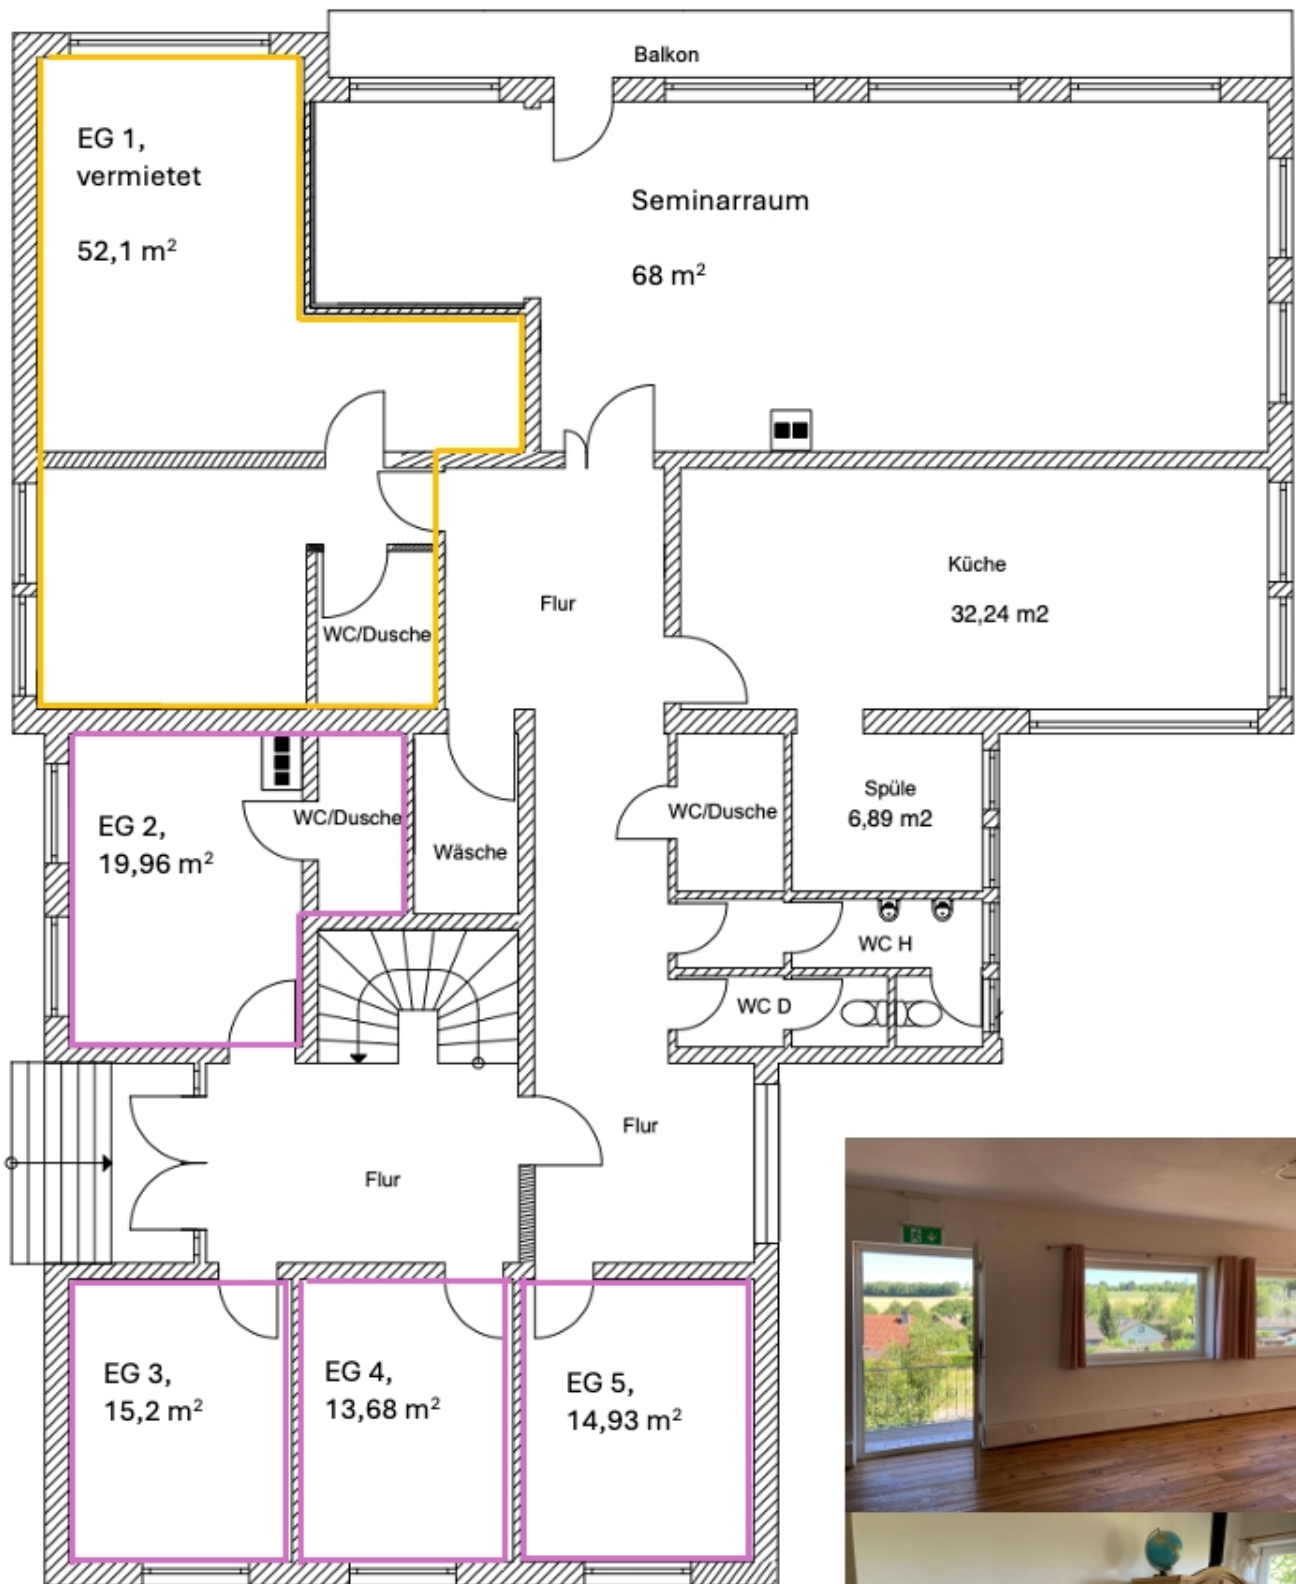 Balkon
EG 1,
vermietet
52,1 m²
Seminarraum
68 m²
Küche
32,24 m2
Flur
WC/Dusche
EG 2,
19,96 m²
WC/Dusche
Wäsche
WC/Dusche
Spüle
6,89 m2
WC H
WC D
Flur
Flur
EG 3,
15,2 m²
EG 4,
13,68 m²
EG 5,
14,93 m²